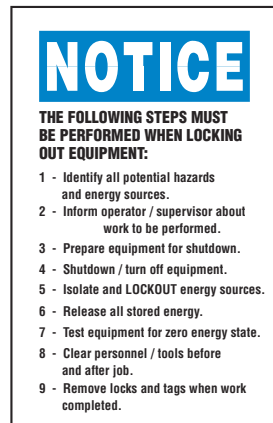 NOTICE
THE FOLLOWING STEPS MUST
BE PERFORMED WHEN LOCKING
OUT EQUIPMENT:
1 - Identify all potential hazards
and energy sources.
2 - Inform operator / supervisor about
work to be performed.
3 - Prepare equipment for shutdown.
4 - Shutdown / turn off equipment.
5 - Isolate and LOCKOUT energy sources.
6 - Release all stored energy.
7 - Test equipment for zero energy state.
8 - Clear personnel / tools before
and after job.
9 - Remove locks and tags when work
completed.